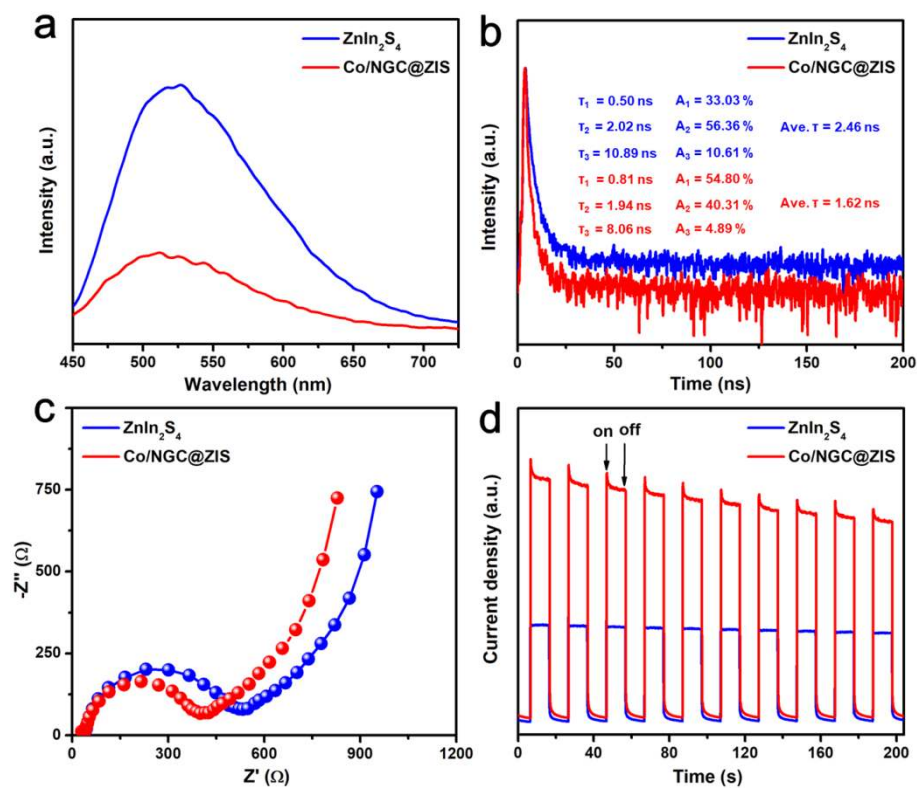 a
ZnIn₂S₄
Co/NGC@ZIS
Intensity (a.u.)
450 500 550 600 650 700
Wavelength (nm)
b
ZnIn₂S₄
Co/NGC@ZIS
τ₁ = 0.50 ns A₁ = 33.03 %
τ₂ = 2.02 ns A₂ = 56.36 % Ave. τ = 2.46 ns
τ₃ = 10.89 ns A₃ = 10.61 %
τ₁ = 0.81 ns A₁ = 54.80 %
τ₂ = 1.94 ns A₂ = 40.31 % Ave. τ = 1.62 ns
τ₃ = 8.06 ns A₃ = 4.89 %
Intensity (a.u.)
0 50 100 150 200
Time (ns)
c
ZnIn₂S₄
Co/NGC@ZIS
-Z" (Ω)
750
500
250
0
0 300 600 900 1200
Z' (Ω)
d
ZnIn₂S₄
Co/NGC@ZIS
on off
Current density (a.u.)
0 40 80 120 160 200
Time (s)